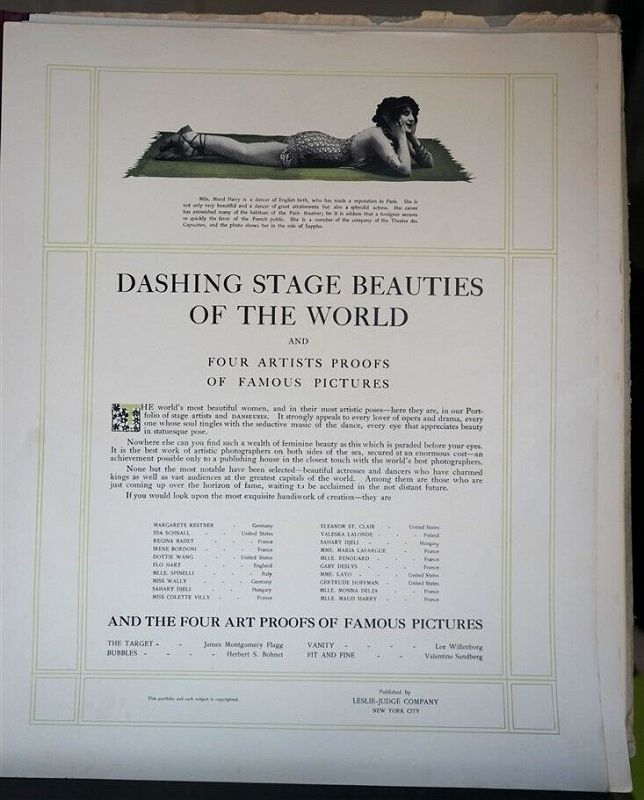 Mlle. Maud Harry is a dancer of English birth, who has made a reputation in Paris. She is
not only very beautiful and a dancer of great attainments but also a splendid actress. Her career
has astonished many of the habitues of the Paris theatre; for it is seldom that a foreigner secures
so quickly the favor of the French public. She is a member of the company of the Theatre des
Capucines, and the photo shows her in the role of Sappho.
DASHING STAGE BEAUTIES
OF THE WORLD
AND
FOUR ARTISTS PROOFS
OF FAMOUS PICTURES
THE world's most beautiful women, and in their most artistic poses—here they are, in our Port-
folio of stage artists and DANSEUSES. It strongly appeals to every lover of opera and drama, every
one whose soul tingles with the seductive music of the dance, every eye that appreciates beauty
in statuesque pose.
Nowhere else can you find such a wealth of feminine beauty as this which is paraded before your eyes.
It is the best work of artistic photographers on both sides of the sea, secured at an enormous cost—an
achievement possible only to a publishing house in the closest touch with the world's best photographers.
None but the most notable have been selected—beautiful actresses and dancers who have charmed
kings as well as vast audiences at the greatest capitals of the world. Among them are those who are
just coming up over the horizon of fame, waiting to be acclaimed in the not distant future.
If you would look upon the most exquisite handiwork of creation—they are
MARGARETE KESTNER - Germany
IDA SCHNALL - - United States
REGINA BADET - - France
IRENE BORDONI - - France
DOTTIE WANG - - United States
FLO HART - - England
MLLE. SPINELLI - - Italy
MISS WALLY - - Germany
SAHARY DJELI - - Hungary
MISS COLETTE VILLY - - France
ELEANOR ST. CLAIR - United States
VALESKA LALONDE - - Poland
SAHARY DJELI - - Hungary
MME. MARIA LAFARGUE - France
MLLE. RENOUARD - - France
GABY DESLYS - - France
MME. LAYO - - United States
GERTRUDE HOFFMAN - United States
MLLE. MONNA DELZA - - France
MLLE. MAUD HARRY - - France
AND THE FOUR ART PROOFS OF FAMOUS PICTURES
THE TARGET - - James Montgomery Flagg
BUBBLES - - - - Herbert S. Bohnet
VANITY - - - - Lee Willenborg
FIT AND FINE - - Valentine Sandberg
This portfolio and each subject is copyrighted.
Published by
LESLIE-JUDGE COMPANY
NEW YORK CITY